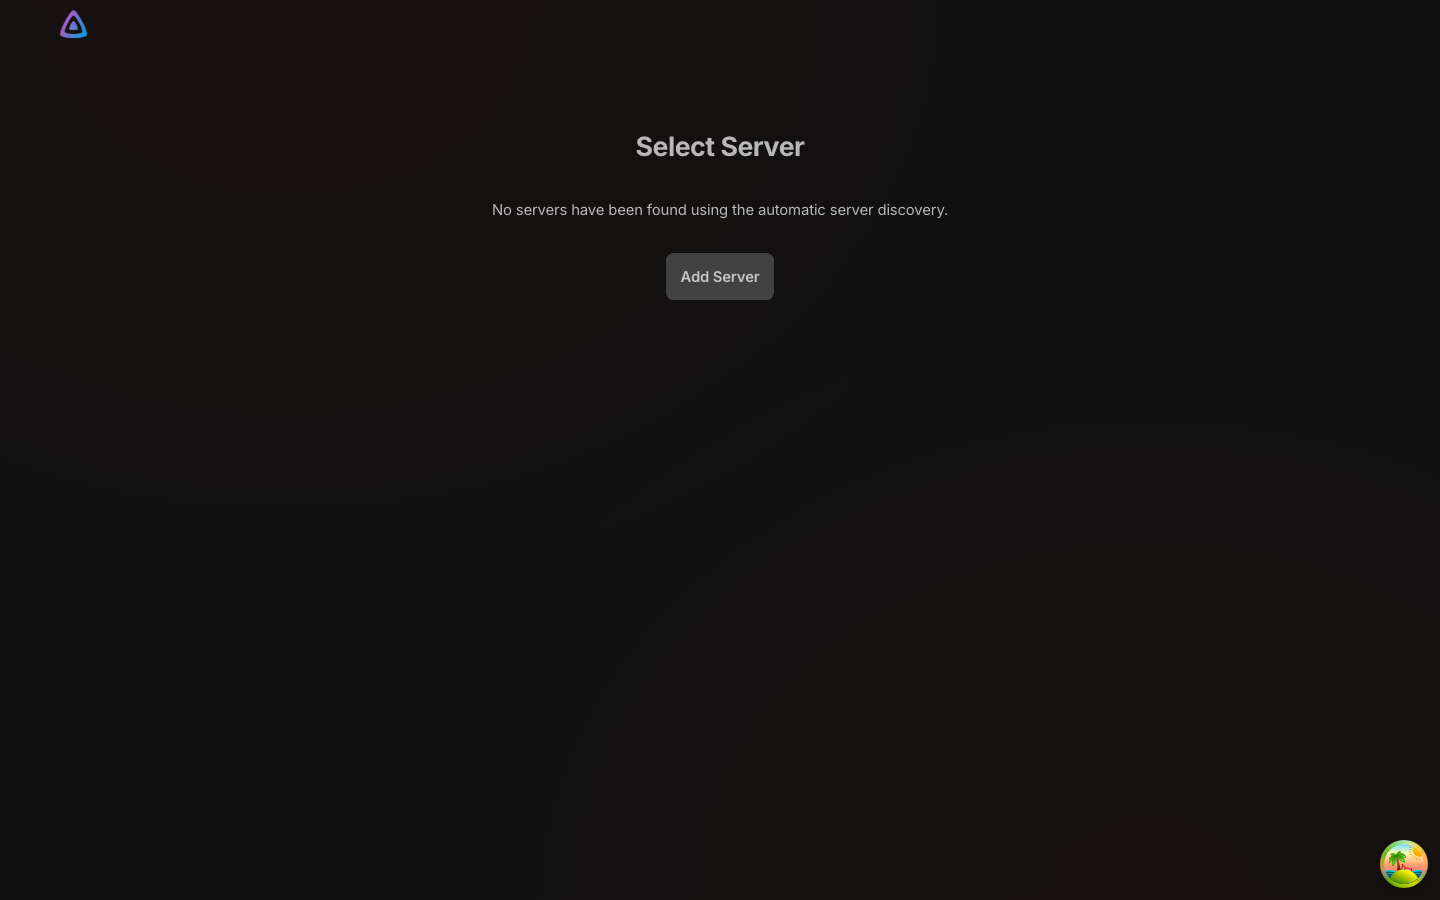 Select Server
No servers have been found using the automatic server discovery.
Add Server